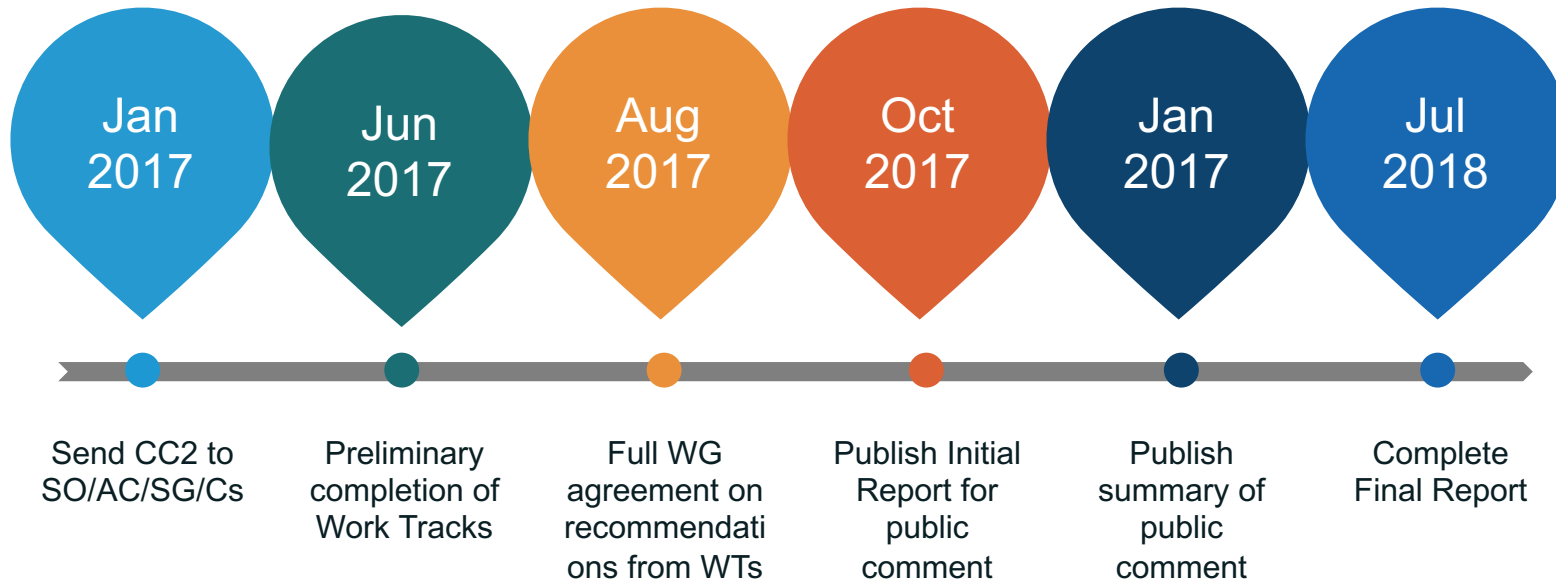 Jan
2017
Jun
2017
Aug
2017
Oct
2017
Jan
2017
Jul
2018
Send CC2 to
SO/AC/SG/Cs
Preliminary
completion of
Work Tracks
Full WG
agreement on
recommendati
ons from WTs
Publish Initial
Report for
public
comment
Publish
summary of
public
comment
Complete
Final Report